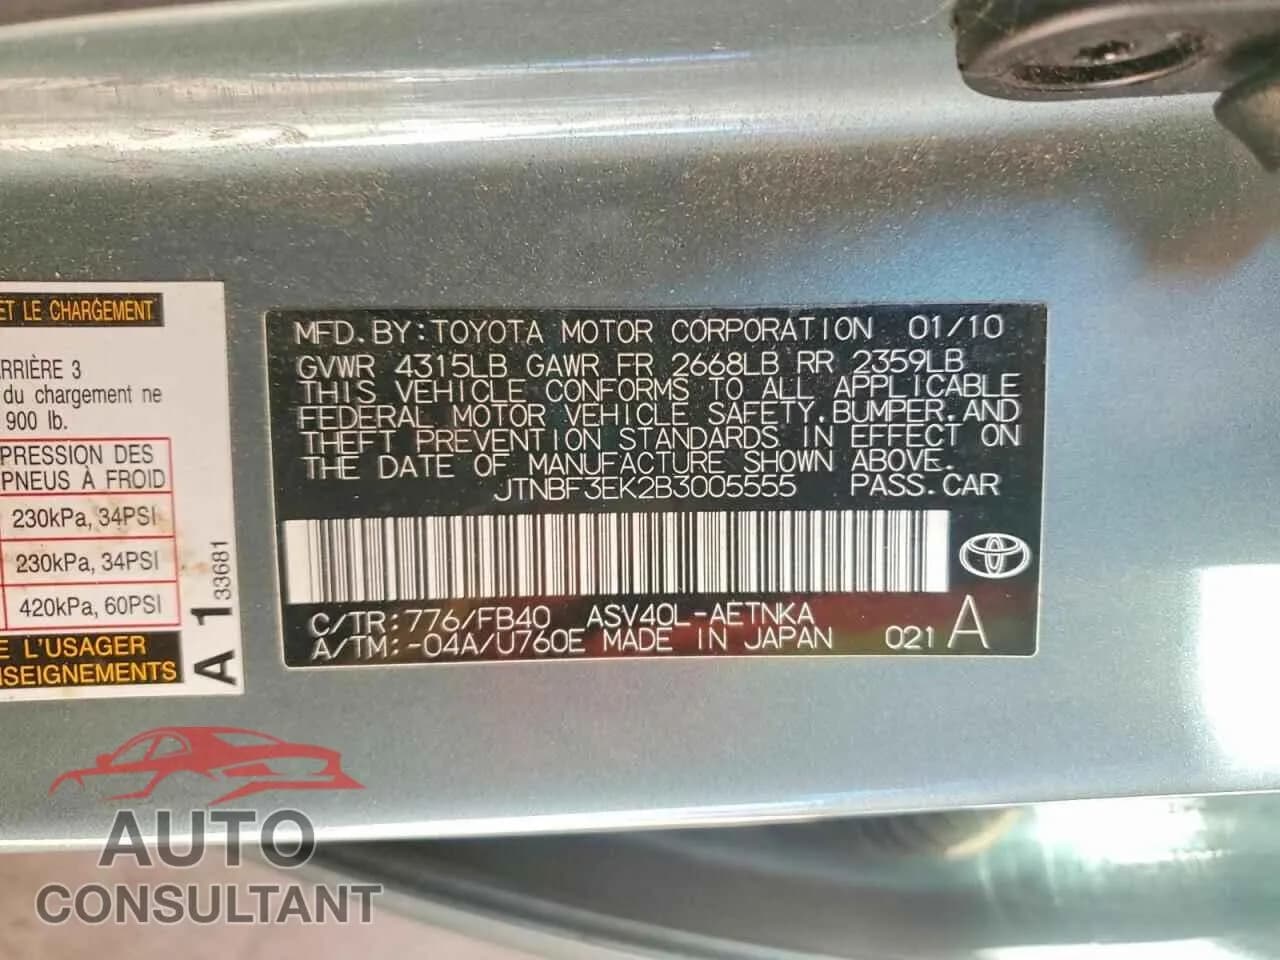 ET LE CHARGEMENT
ARRIÈRE 3
du chargement ne
900 lb.
PRESSION DES
PNEUS À FROID
230kPa, 34PSI
230kPa, 34PSI
420kPa, 60PSI
E L'USAGER
NSEIGNEMENTS
A 1 33681
MFD.BY:TOYOTA MOTOR CORPORATION 01/10
GVWR 4315LB GAWR FR 2668LB RR 2359LB
THIS VEHICLE CONFORMS TO ALL APPLICABLE
FEDERAL MOTOR VEHICLE SAFETY,BUMPER,AND
THEFT PREVENTION STANDARDS IN EFFECT ON
THE DATE OF MANUFACTURE SHOWN ABOVE.
JTNBF3EK2B3005555 PASS.CAR
C/TR:776/FB40 ASV40L-AETNKA
A/TM:-04A/U760E MADE IN JAPAN 021 A
AUTO
CONSULTANT